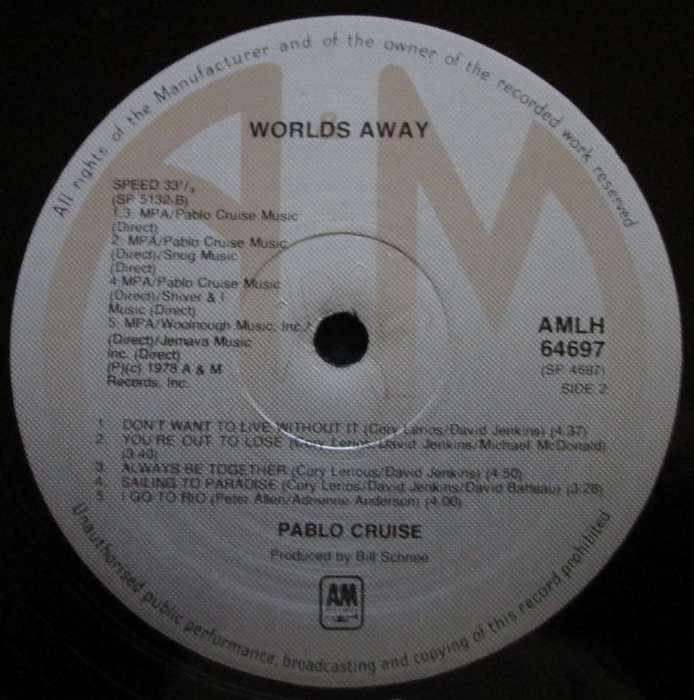 All rights of the Manufacturer and of the owner of the recorded work reserved
WORLDS AWAY
SPEED 33⅓
(SP 5132-B)
1.3: MPA/Pablo Cruise Music
(Direct)
2: MPA/Pablo Cruise Music
(Direct)/Snug Music
(Direct)
4:MPA/Pablo Cruise Music
(Direct)/Shiver & I
Music (Direct)
5: MPA/Woolnough Music, Inc./
(Direct)/Jemava Music
Inc. (Direct)
(P)(c) 1978 A & M
Records, Inc.
AMLH
64697
(SP 4697)
SIDE 2
1. DON'T WANT TO LIVE WITHOUT IT (Cory Lerios/David Jenkins) (4.37)
2. YOU'RE OUT TO LOSE (Cory Lerios/David Jenkins/Michael McDonald)
(3.40)
3. ALWAYS BE TOGETHER (Cory Lerious/David Jenkins) (4.50)
4. SAILING TO PARADISE (Cory Lerios/David Jenkins/David Batteau) (3.28)
5. I GO TO RIO (Peter Allen/Adrienne Anderson) (4.00)
PABLO CRUISE
Produced by Bill Schnee
AM
Unauthorised public performance, broadcasting and copying of this record prohibited